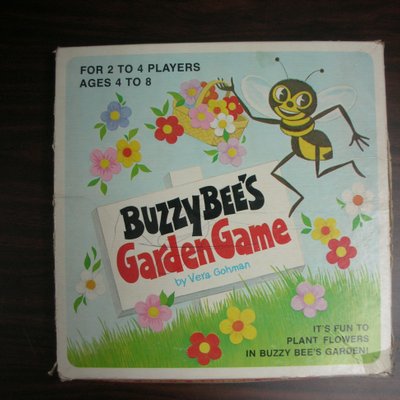 FOR 2 TO 4 PLAYERS
AGES 4 TO 8
BUZZY BEE'S
Garden Game
by Vera Gohman
IT'S FUN TO
PLANT FLOWERS
IN BUZZY BEE'S GARDEN!